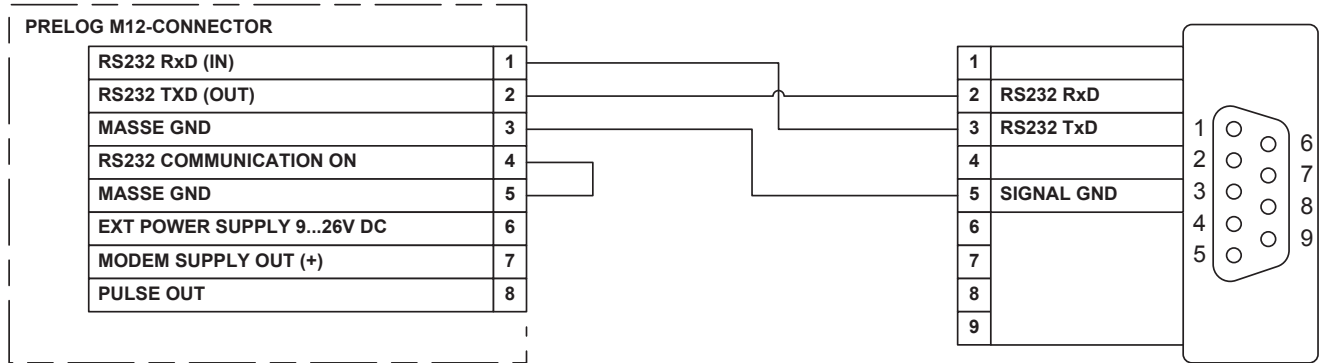 PRELOG M12-CONNECTOR
RS232 RxD (IN) 1
RS232 TXD (OUT) 2
MASSE GND 3
RS232 COMMUNICATION ON 4
MASSE GND 5
EXT POWER SUPPLY 9...26V DC 6
MODEM SUPPLY OUT (+) 7
PULSE OUT 8
1
2 RS232 RxD
3 RS232 TxD
4
5 SIGNAL GND
6
7
8
9
1
2
3
4
5
6
7
8
9